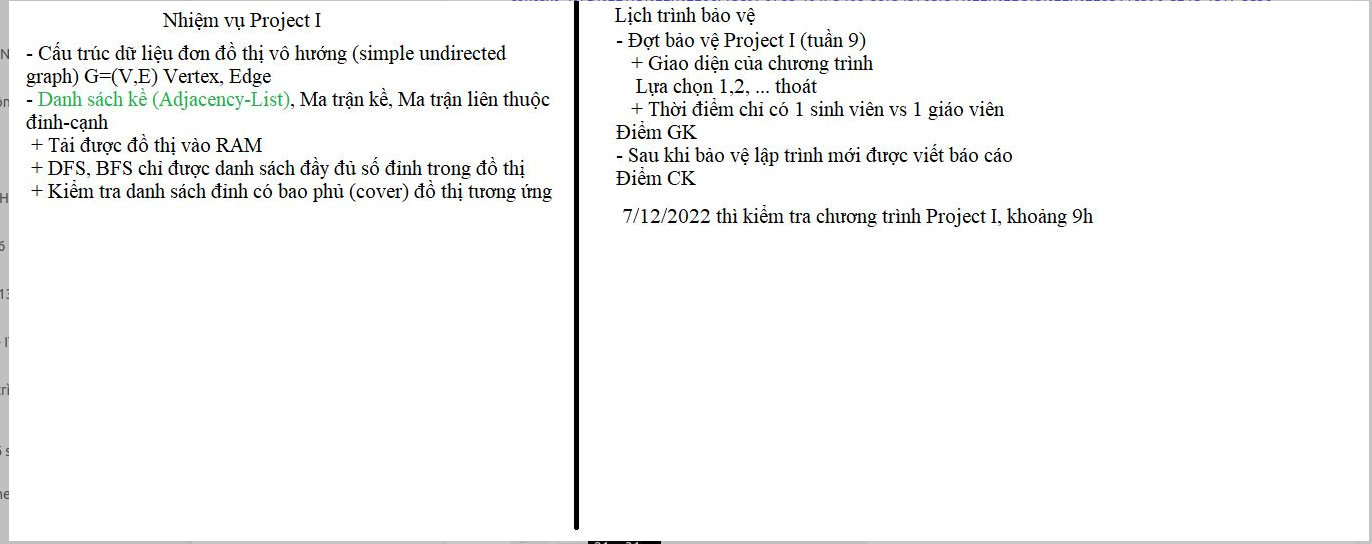 Nhiệm vụ Project I
- Cấu trúc dữ liệu đơn đồ thị vô hướng (simple undirected
graph) G=(V,E) Vertex, Edge
- Danh sách kề (Adjacency-List), Ma trận kề, Ma trận liên thuộc
đỉnh-cạnh
+ Tải được đồ thị vào RAM
+ DFS, BFS chỉ được danh sách đầy đủ số đỉnh trong đồ thị
+ Kiểm tra danh sách đỉnh có bao phủ (cover) đồ thị tương ứng
Lịch trình bảo vệ
- Đợt bảo vệ Project I (tuần 9)
+ Giao diện của chương trình
Lựa chọn 1,2, ... thoát
+ Thời điểm chỉ có 1 sinh viên vs 1 giáo viên
Điểm GK
- Sau khi bảo vệ lập trình mới được viết báo cáo
Điểm CK
7/12/2022 thì kiểm tra chương trình Project I, khoảng 9h